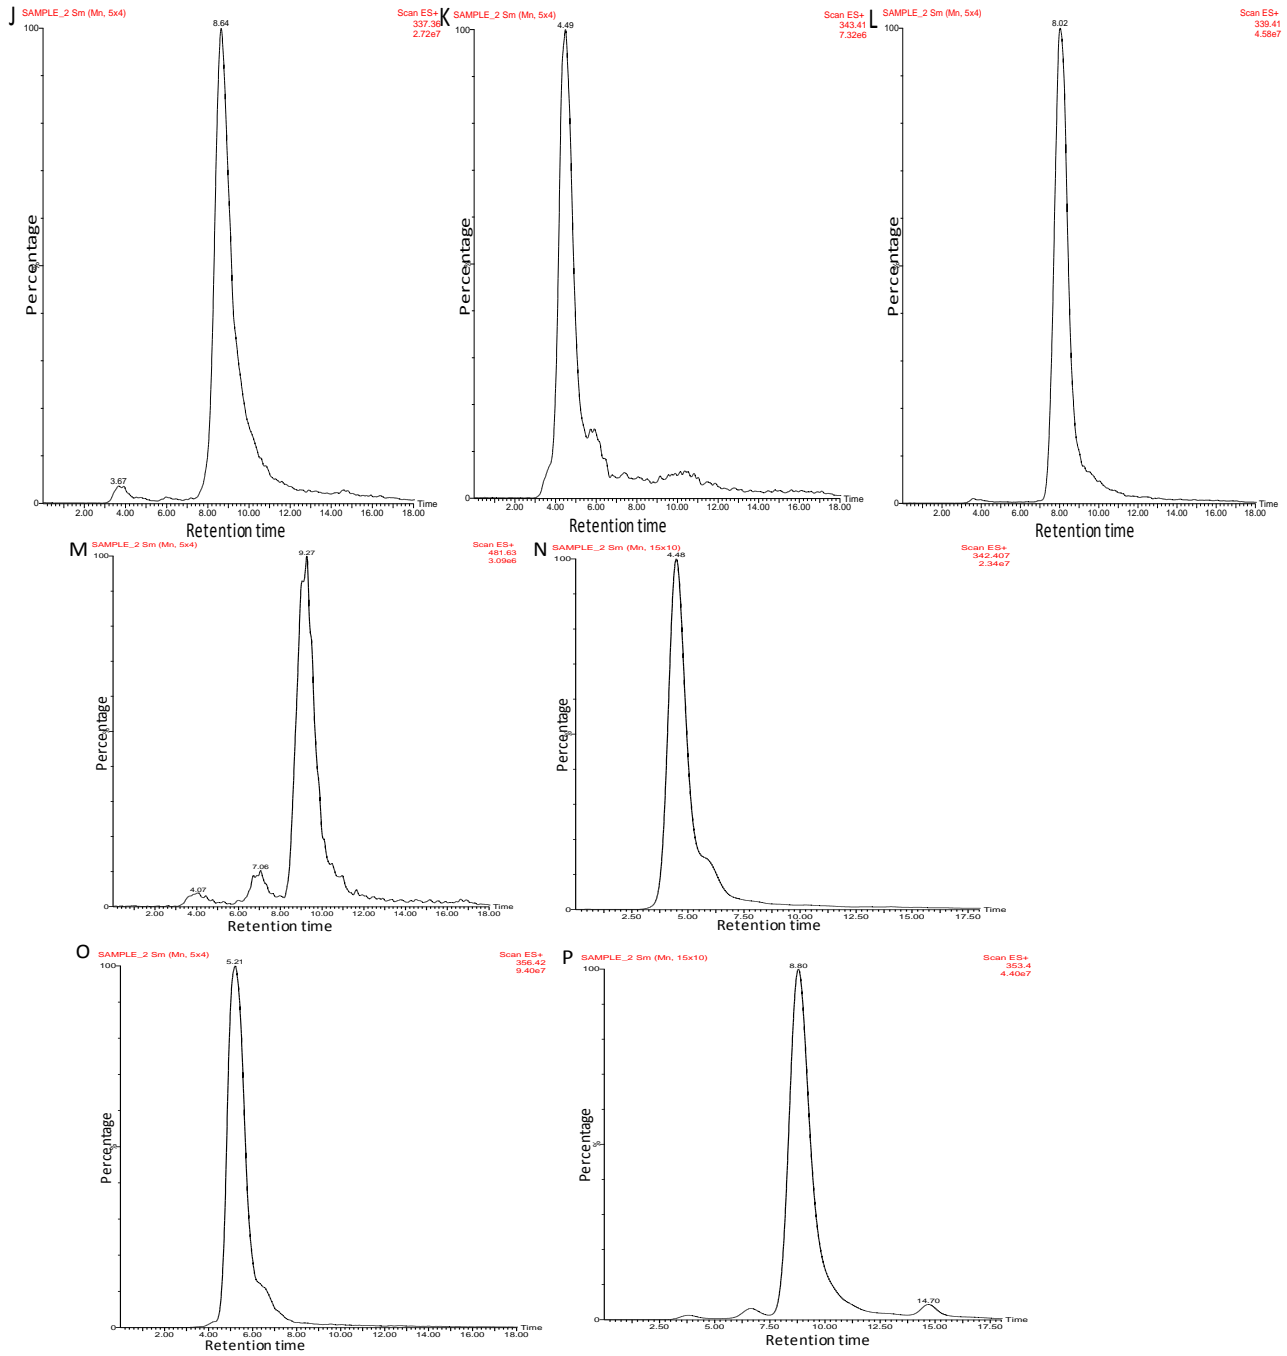 J
SAMPLE_2 Sm (Mn, 5x4)
Scan ES+
337.36
2.72e7
8.64
3.67
100
0
Percentage
2.00 4.00 6.00 8.00 10.00 12.00 14.00 16.00 18.00
Time
Retention time
K
SAMPLE_2 Sm (Mn, 5x4)
Scan ES+
343.41
7.32e6
4.49
100
0
Percentage
2.00 4.00 6.00 8.00 10.00 12.00 14.00 16.00 18.00
Time
Retention time
L
SAMPLE_2 Sm (Mn, 5x4)
Scan ES+
339.41
4.58e7
8.02
100
0
Percentage
2.00 4.00 6.00 8.00 10.00 12.00 14.00 16.00 18.00
Time
Retention time
M
SAMPLE_2 Sm (Mn, 5x4)
Scan ES+
481.63
3.09e6
9.27
7.06
4.07
100
0
Percentage
2.00 4.00 6.00 8.00 10.00 12.00 14.00 16.00 18.00
Time
Retention time
N
SAMPLE_2 Sm (Mn, 15x10)
Scan ES+
342.407
2.34e7
4.48
100
0
Percentage
2.50 5.00 7.50 10.00 12.50 15.00 17.50
Time
Retention time
O
SAMPLE_2 Sm (Mn, 5x4)
Scan ES+
356.42
9.40e7
5.21
100
0
Percentage
2.00 4.00 6.00 8.00 10.00 12.00 14.00 16.00 18.00
Time
Retention time
P
SAMPLE_2 Sm (Mn, 15x10)
Scan ES+
353.4
4.40e7
8.80
14.70
100
0
Percentage
2.50 5.00 7.50 10.00 12.50 15.00 17.50
Time
Retention time